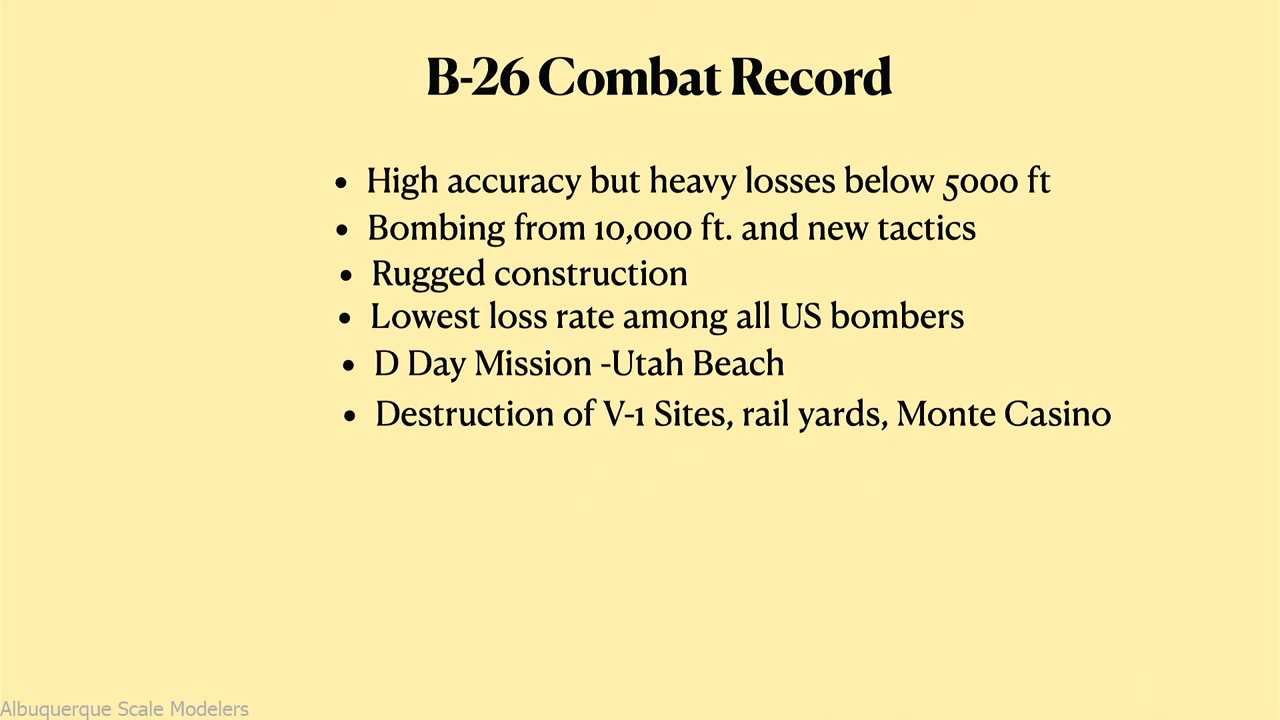 B-26 Combat Record
• High accuracy but heavy losses below 5000 ft
• Bombing from 10,000 ft. and new tactics
• Rugged construction
• Lowest loss rate among all US bombers
• D Day Mission -Utah Beach
• Destruction of V-1 Sites, rail yards, Monte Casino
Albuquerque Scale Modelers